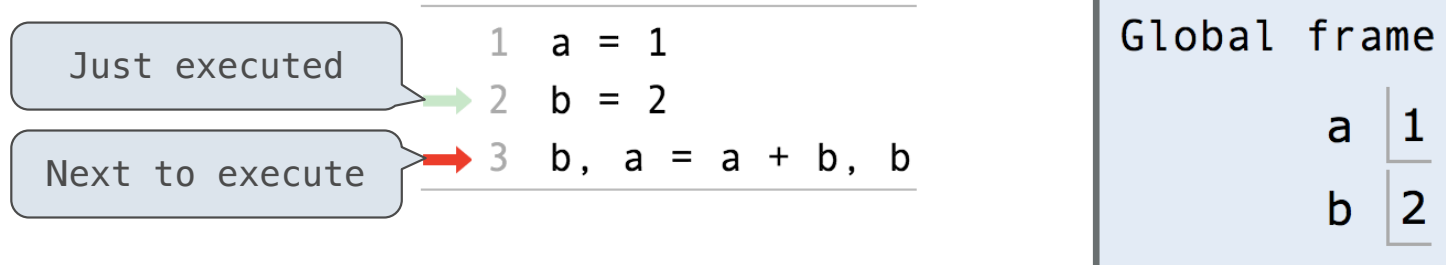 Just executed
Next to execute
1 a = 1
2 b = 2
3 b, a = a + b, b
Global frame
a 1
b 2